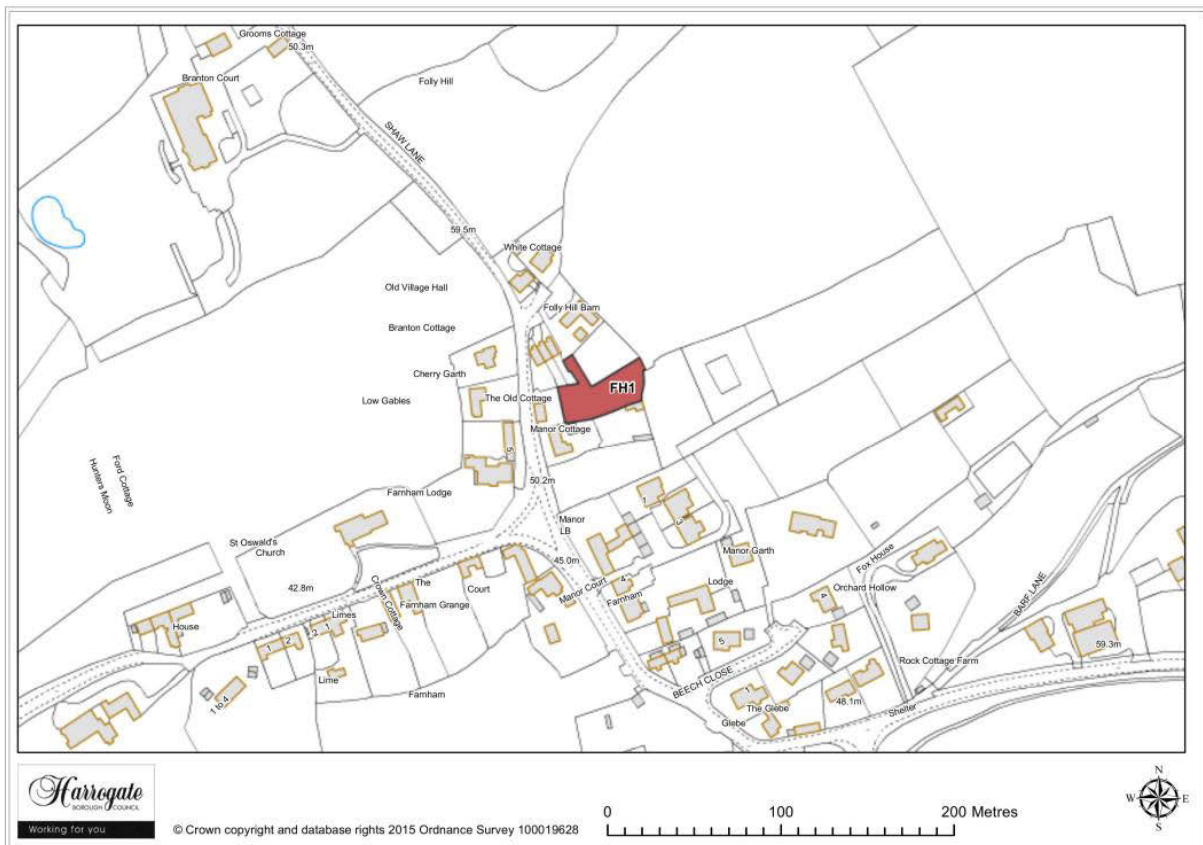 Grooms Cottage
50.3m
Branton Court
Folly Hill
SHAW LANE
59.5m
White Cottage
Old Village Hall
Folly Hill Barn
Branton Cottage
Cherry Garth
FH1
The Old Cottage
Low Gables
Manor Cottage
5
Ford Cottage
Hunters Moon
50.2m
Farnham Lodge
1
3
Manor
LB
St Oswald's
Church
45.0m
Manor Garth
Fox House
42.8m
The
Court
Manor Court
4
Lodge
Orchard Hollow
BARF LANE
Crown Cottage
Farnham Grange
Farnham
4
House
Limes
1
2
2
1
5
59.3m
Rock Cottage Farm
BEECH CLOSE
Lime
Farnham
1 to 4
1
The Glebe
48.1m
Shelter
Glebe
Harrogate
BOROUGH COUNCIL
Working for you
© Crown copyright and database rights 2015 Ordnance Survey 100019628
0 100 200 Metres
N
W E
S